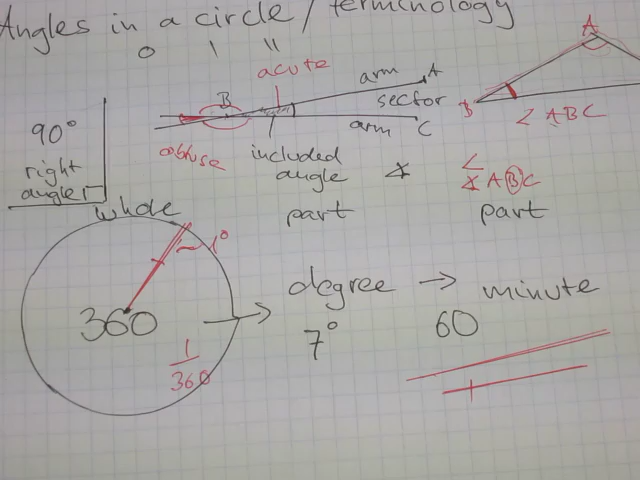 Angles in a circle / terminology
° ' "
acute
A
arm
A
B
sector
B
∠ ABC
arm
C
90°
right
angle
obtuse
included
angle
∡
∠
∡ ABC
whole
part
part
1°
360
1/360
degree → minute
7°
60